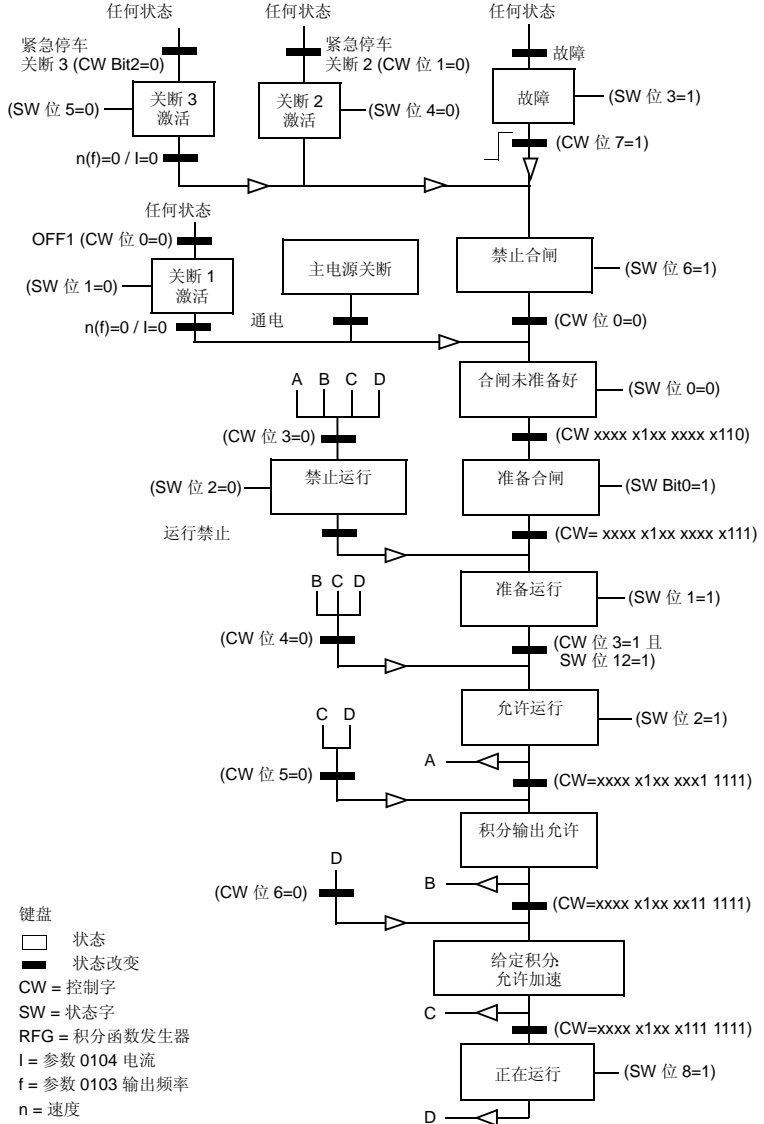 任何状态
任何状态
任何状态
紧急停车
关断 3 (CW Bit2=0)
紧急停车
关断 2 (CW 位 1=0)
故障
(SW 位 5=0)
关断 3
激活
关断 2
激活
(SW 位 4=0)
故障
(SW 位 3=1)
n(f)=0 / I=0
(CW 位 7=1)
任何状态
OFF1 (CW 位 0=0)
(SW 位 1=0)
关断 1
激活
主电源关断
禁止合闸
(SW 位 6=1)
n(f)=0 / I=0
通电
(CW 位 0=0)
合闸未准备好
(SW 位 0=0)
A B C D
(CW 位 3=0)
(CW xxxx x1xx xxxx x110)
(SW 位 2=0)
禁止运行
准备合闸
(SW Bit0=1)
运行禁止
(CW= xxxx x1xx xxxx x111)
B C D
准备运行
(SW 位 1=1)
(CW 位 4=0)
(CW 位 3=1 且
SW 位 12=1)
允许运行
(SW 位 2=1)
C D
A
(CW 位 5=0)
(CW=xxxx x1xx xxx1 1111)
积分输出允许
D
B
(CW 位 6=0)
(CW=xxxx x1xx xx11 1111)
给定积分:
允许加速
C
(CW=xxxx x1xx x111 1111)
正在运行
(SW 位 8=1)
D
键盘
状态
状态改变
CW = 控制字
SW = 状态字
RFG = 积分函数发生器
I = 参数 0104 电流
f = 参数 0103 输出频率
n = 速度